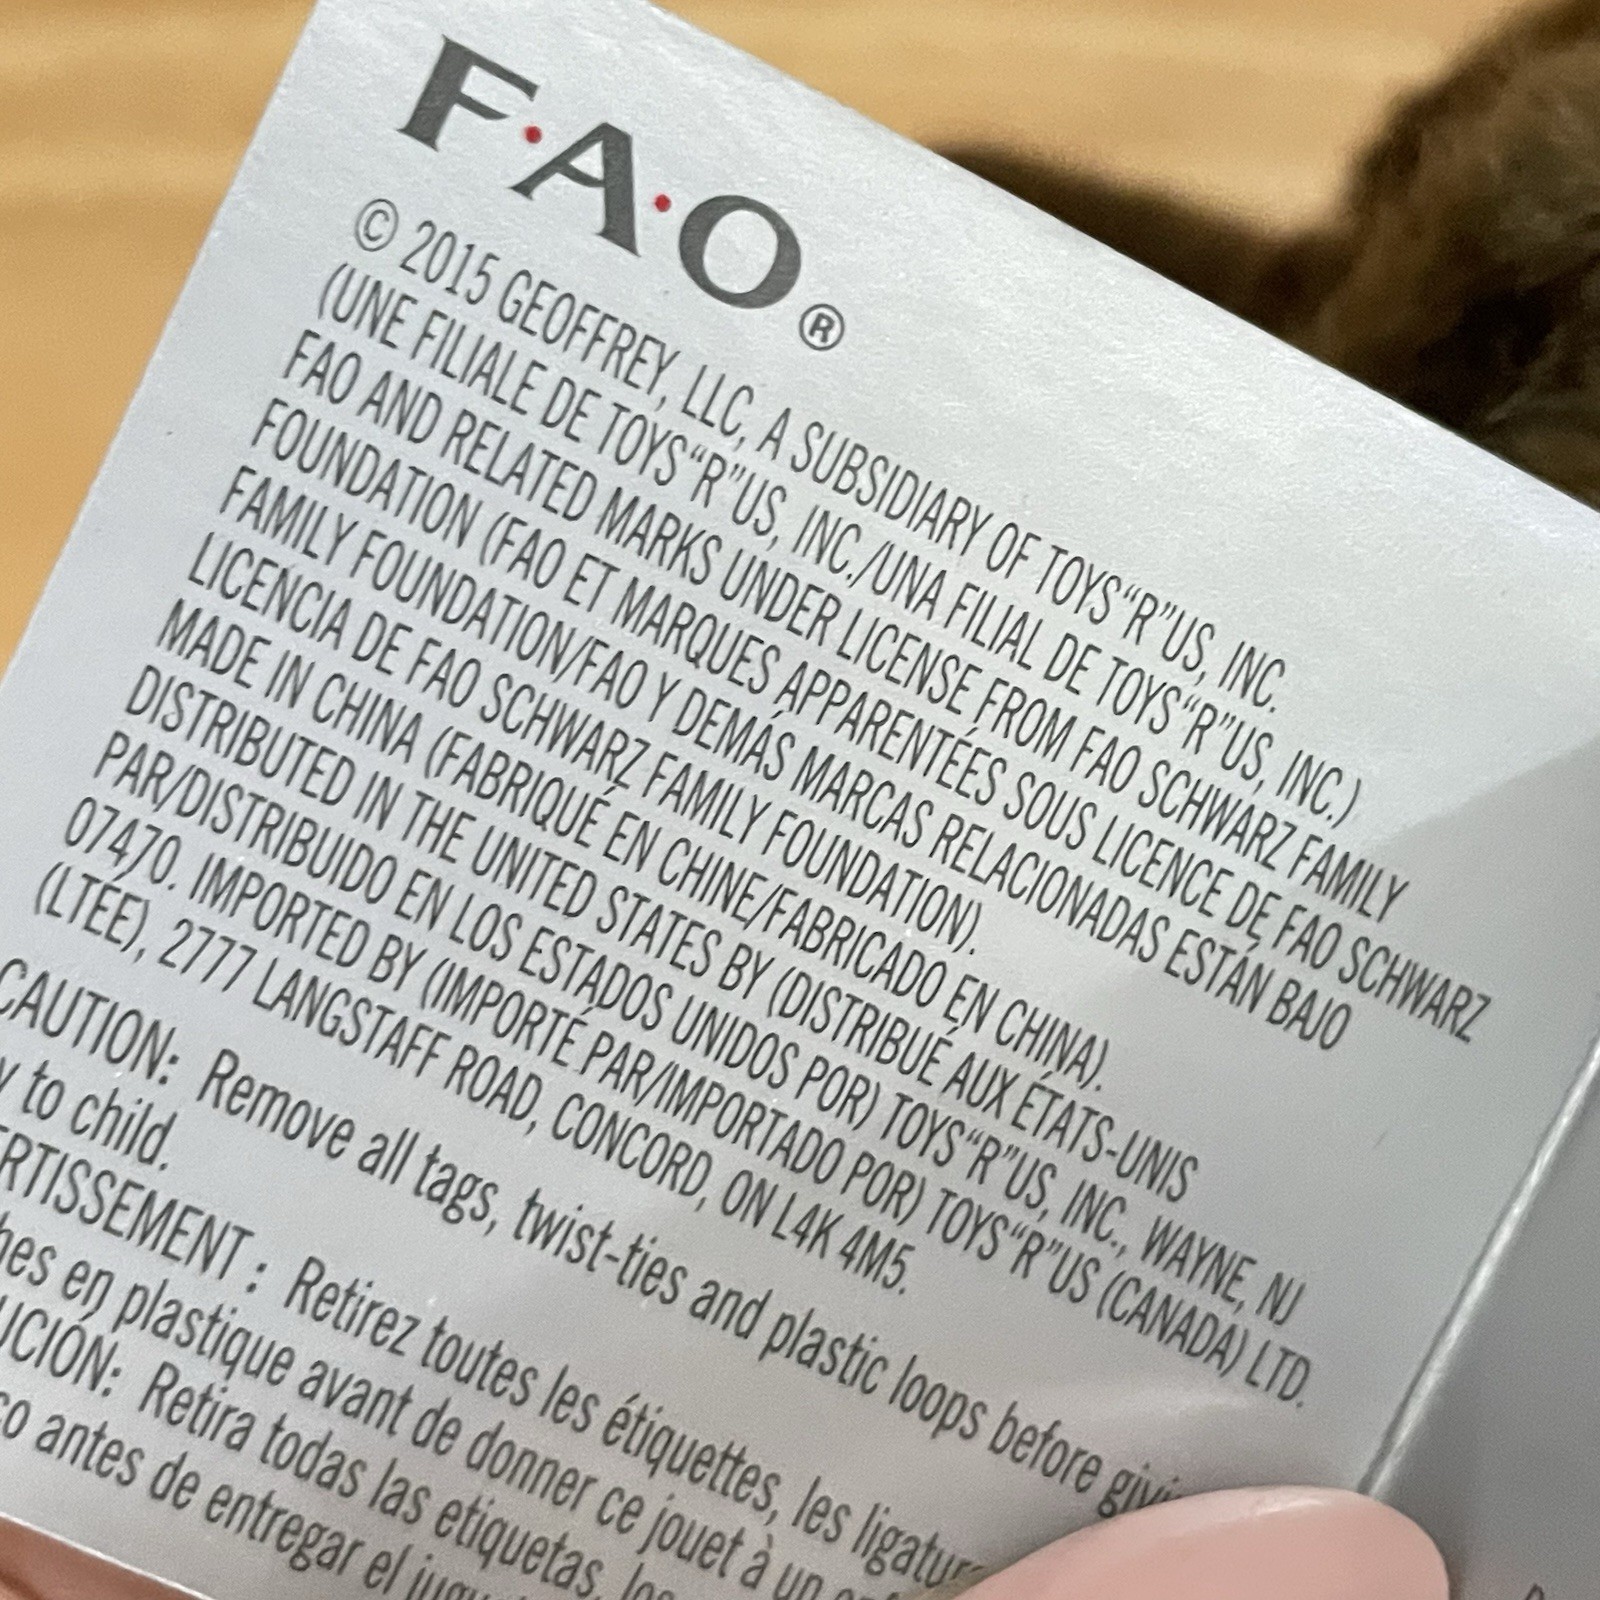 F·A·O®
© 2015 GEOFFREY, LLC, A SUBSIDIARY OF TOYS“R”US, INC.
(UNE FILIALE DE TOYS“R”US, INC./UNA FILIAL DE TOYS“R”US, INC.)
FAO AND RELATED MARKS UNDER LICENSE FROM FAO SCHWARZ FAMILY
FOUNDATION (FAO ET MARQUES APPARENTÉES SOUS LICENCE DE FAO SCHWARZ
FAMILY FOUNDATION/FAO Y DEMÁS MARCAS RELACIONADAS ESTÁN BAJO
LICENCIA DE FAO SCHWARZ FAMILY FOUNDATION).
MADE IN CHINA (FABRIQUÉ EN CHINE/FABRICADO EN CHINA).
DISTRIBUTED IN THE UNITED STATES BY (DISTRIBUÉ AUX ÉTATS-UNIS
PAR/DISTRIBUIDO EN LOS ESTADOS UNIDOS POR) TOYS“R”US, INC., WAYNE, NJ
07470. IMPORTED BY (IMPORTÉ PAR/IMPORTADO POR) TOYS“R”US (CANADA) LTD.
(LTÉE), 2777 LANGSTAFF ROAD, CONCORD, ON L4K 4M5.
CAUTION: Remove all tags, twist-ties and plastic loops before
to child.
Retirez toutes les étiquettes, les
en plastique avant de donner ce jouet à un
Retira todas las etiquetas, los
antes de entregar el